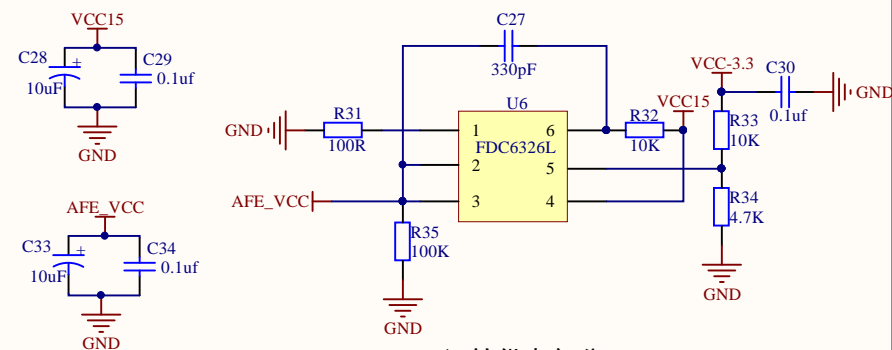 VCC15
C28
C29
10uF
0.1uf
GND
AFE_VCC
C33
C34
10uF
0.1uf
GND
C27
330pF
U6
GND
R31
100R
1
2
3
FDC6326L
6
5
4
R32
10K
VCC15
AFE_VCC
R35
100K
GND
VCC-3.3
C30
0.1uf
GND
R33
10K
R34
4.7K
GND